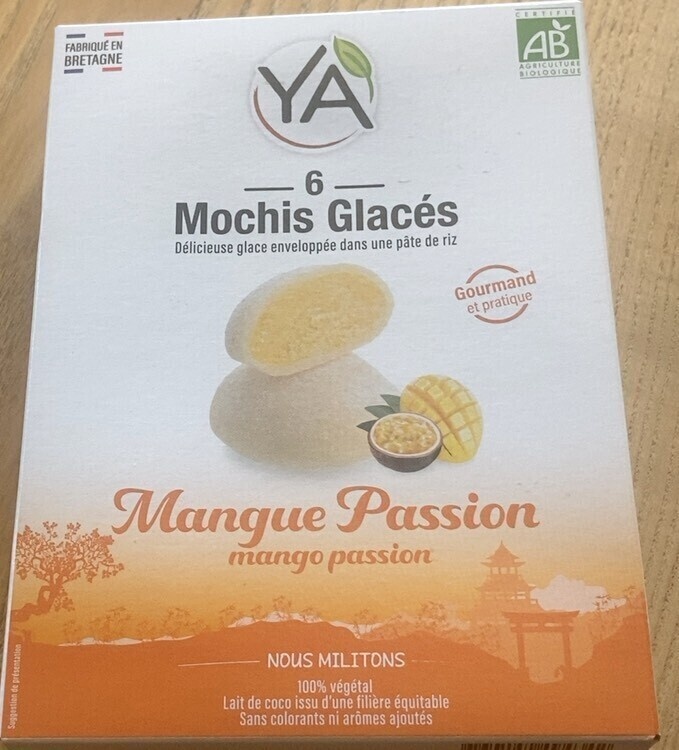 FABRIQUÉ EN
BRETAGNE
CERTIFIÉ
AB
AGRICULTURE
BIOLOGIQUE
YA
6
Mochis Glacés
Délicieuse glace enveloppée dans une pâte de riz
Gourmand
et pratique
Mangue Passion
mango passion
NOUS MILITONS
100% végétal
Lait de coco issu d'une filière équitable
Sans colorants ni arômes ajoutés
Suggestion de présentation